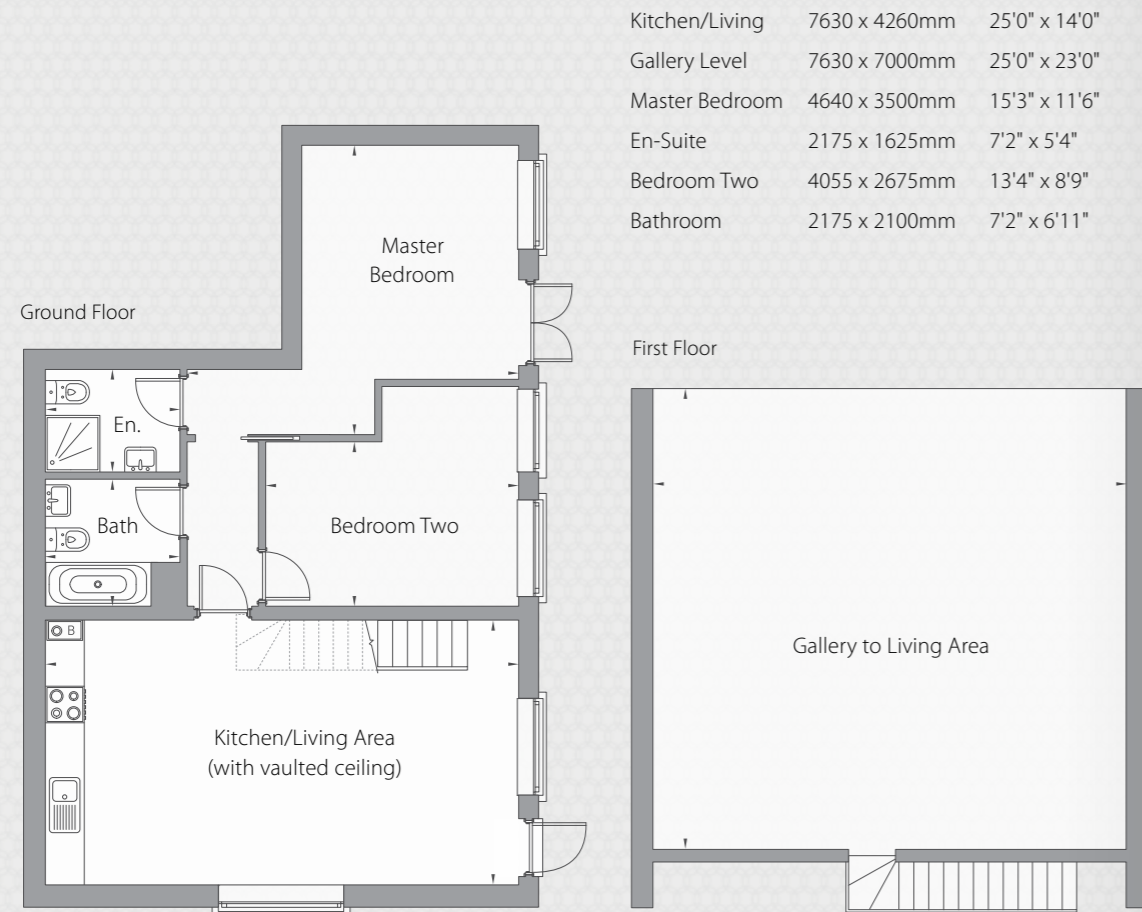 Kitchen/Living 7630 x 4260mm 25'0" x 14'0"
Gallery Level 7630 x 7000mm 25'0" x 23'0"
Master Bedroom 4640 x 3500mm 15'3" x 11'6"
En-Suite 2175 x 1625mm 7'2" x 5'4"
Bedroom Two 4055 x 2675mm 13'4" x 8'9"
Bathroom 2175 x 2100mm 7'2" x 6'11"
Ground Floor
Master
Bedroom
En.
Bath
Bedroom Two
B
Kitchen/Living Area
(with vaulted ceiling)
First Floor
Gallery to Living Area